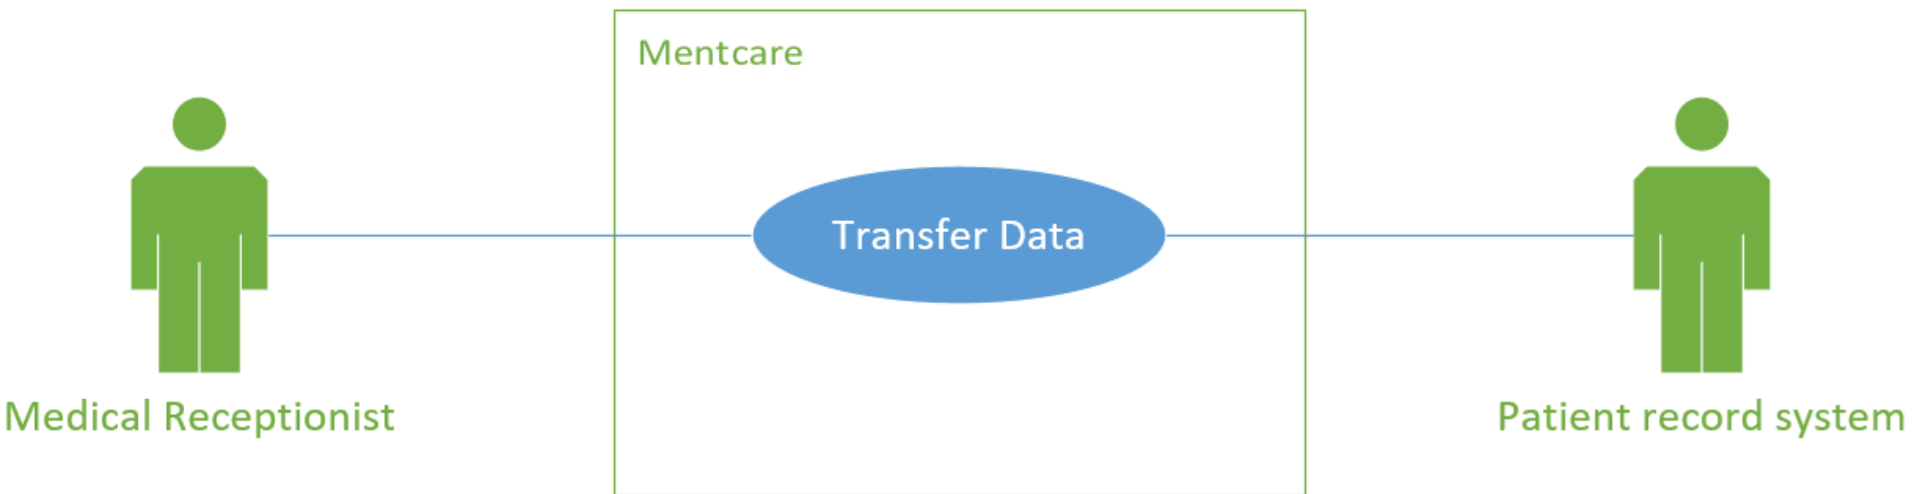 Mentcare
Transfer Data
Medical Receptionist
Patient record system